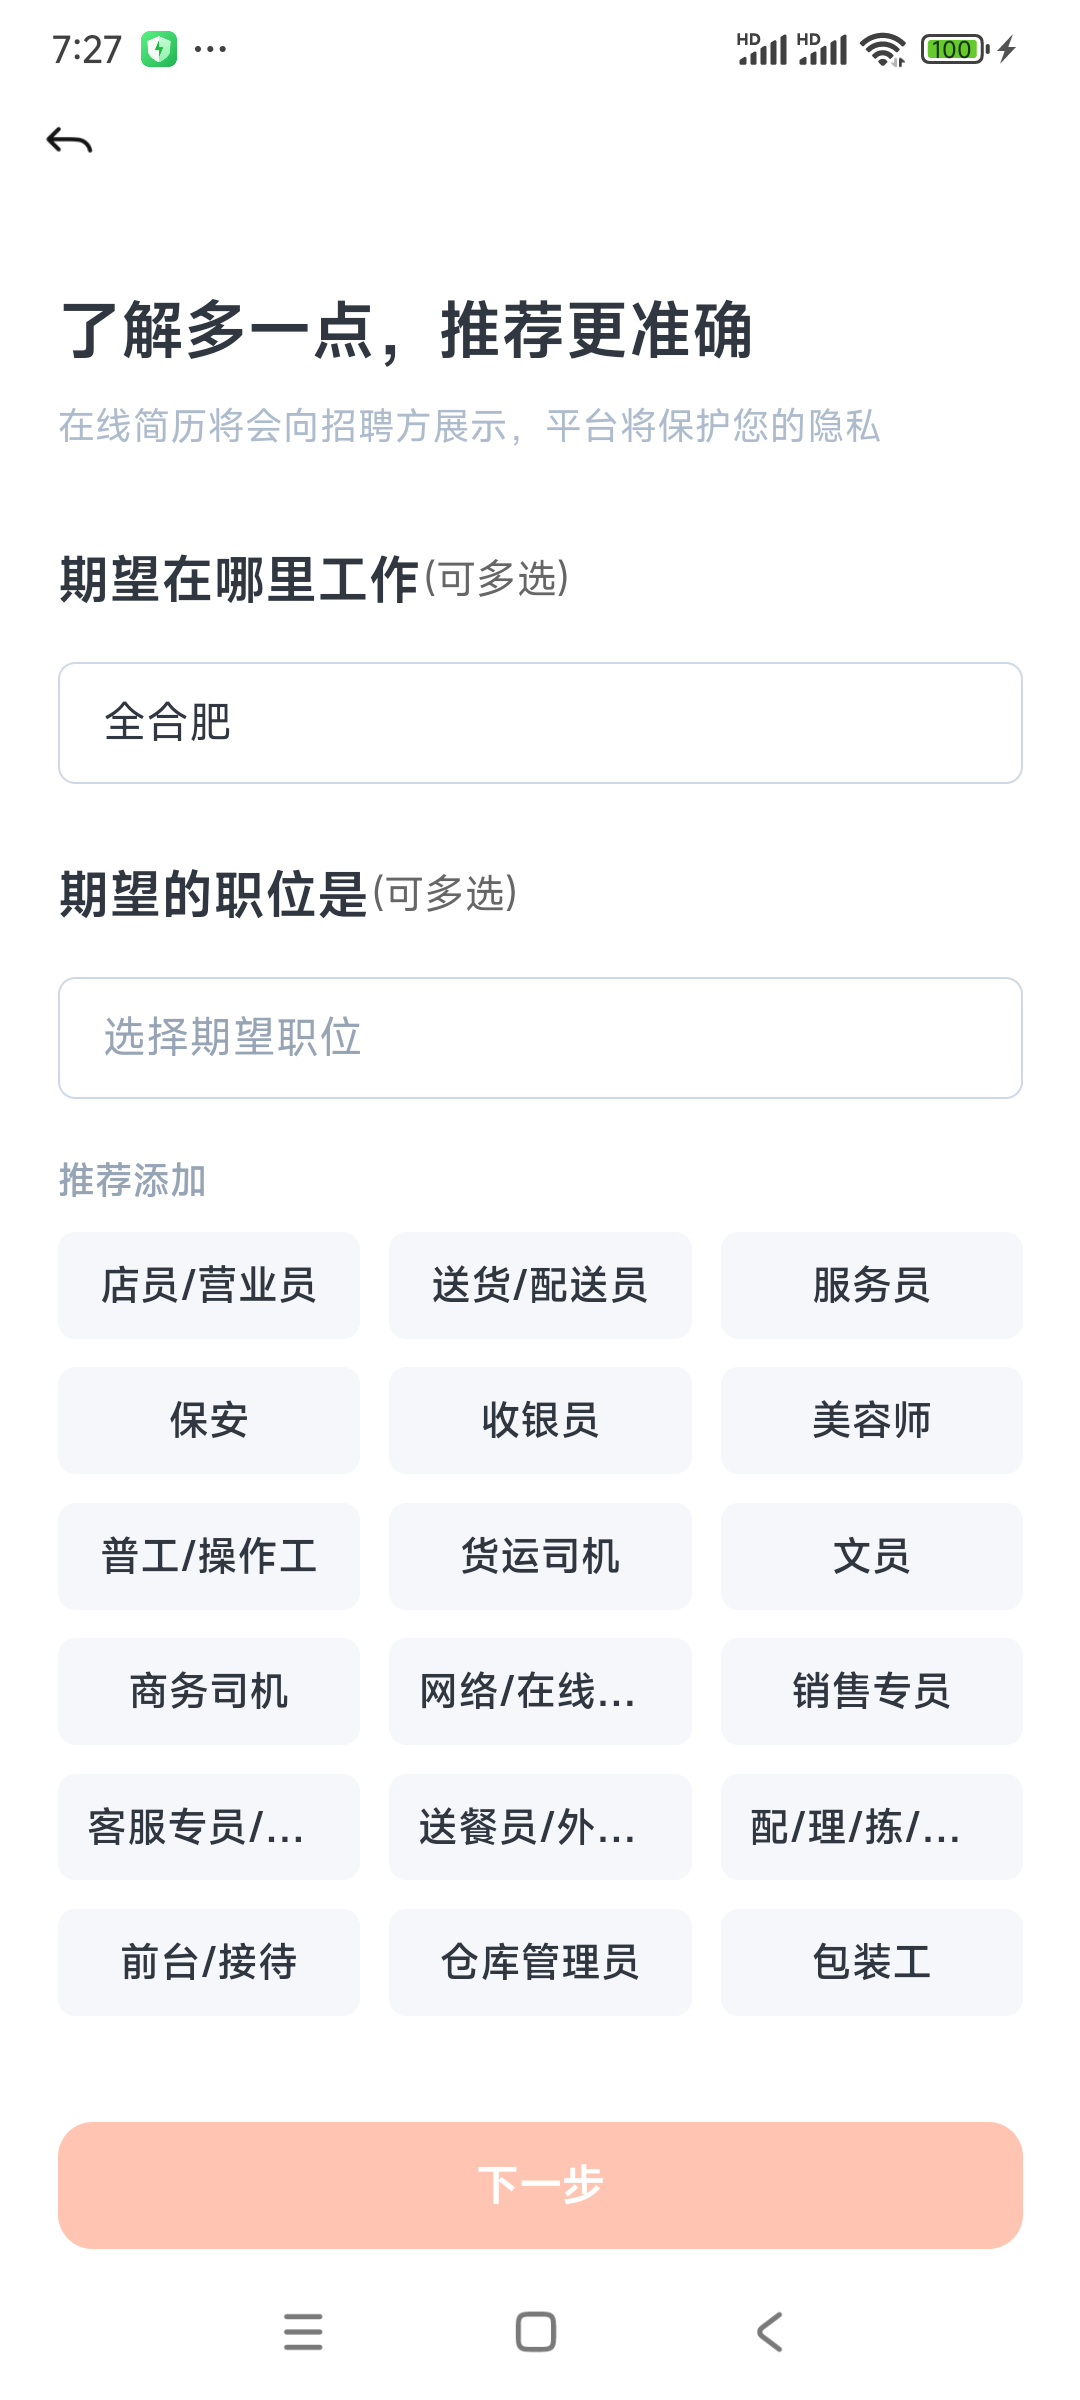 7:27
HD HD 100
了解多一点，推荐更准确
在线简历将会向招聘方展示，平台将保护您的隐私
期望在哪里工作(可多选)
全合肥
期望的职位是(可多选)
选择期望职位
推荐添加
店员/营业员 送货/配送员 服务员
保安 收银员 美容师
普工/操作工 货运司机 文员
商务司机 网络/在线... 销售专员
客服专员/... 送餐员/外... 配/理/拣/...
前台/接待 仓库管理员 包装工
下一步